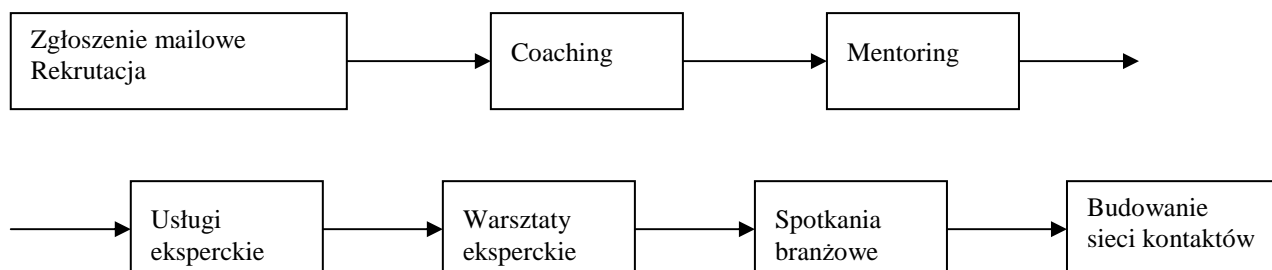 Zgłoszenie mailowe
Rekrutacja
Coaching
Mentoring
Usługi
eksperckie
Warsztaty
eksperckie
Spotkania
branżowe
Budowanie
sieci kontaktów